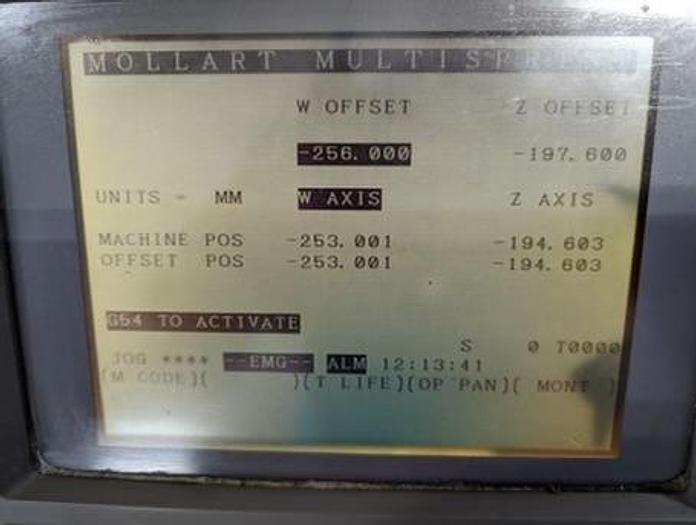 MOLLART MULTISPINDLE
W OFFSET Z OFFSET
-256.000 -197.600
UNITS = MM W AXIS Z AXIS
MACHINE POS -253.001 -194.603
OFFSET POS -253.001 -194.603
G54 TO ACTIVATE
S 0 T0000
JOG **** --EMG-- ALM 12:13:41
(M CODE)( )(T LIFE)(OP PAN)( MONT )